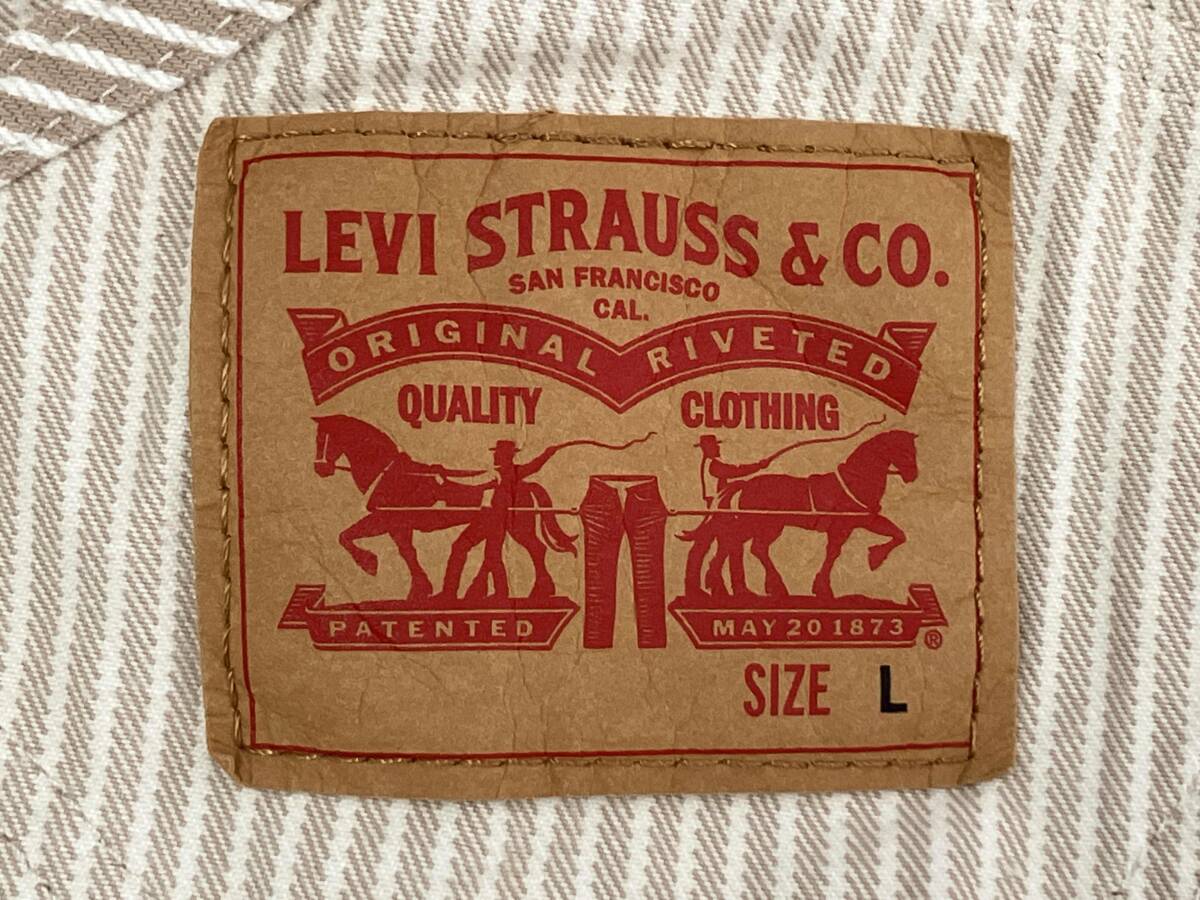 LEVI STRAUSS & CO.
SAN FRANCISCO
CAL.
ORIGINAL RIVETED
QUALITY CLOTHING
PATENTED MAY 20 1873 ®
SIZE L